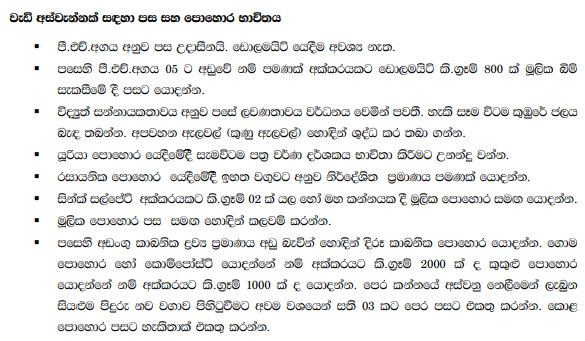 වැඩි අස්වැන්නක් සඳහා පස සහ පොහොර භාවිතය
▪ පී.එච්.අගය අනුව පස උදාසීනයි. ඩොලමයිට් යෙදීම අවශ්‍ය නැත.
▪ පසෙහි පී.එච්.අගය 05 ට අඩුවේ නම් පමණක් අක්කරයකට ඩොලමයිට් කි.ග්‍රෑම් 800 ක් මූලික බිම්
සැකසීමේ දී පසට යොදන්න.
▪ විද්‍යුත් සන්නායකතාවය අනුව පසේ ලවණතාවය වර්ධනය වෙමින් පවතී. හැකි සෑම විටම කුඹුරේ ජලය
බැඳ තබන්න. අපවහන ඇලවල් (කුණු ඇලවල්) හොඳින් ශුද්ධ කර තබා ගන්න.
▪ යූරියා පොහොර යෙදීමේදී සැමවිටම පත්‍ර වර්ණ දර්ශකය භාවිතා කිරීමට උනන්දු වන්න.
▪ රසායනික පොහොර යෙදීමේදී ඉහත වගුවට අනුව නිර්දේශිත ප්‍රමාණය පමණක් යොදන්න.
▪ සින්ක් සල්පේට් අක්කරයකට කි.ග්‍රෑම් 02 ක් යල හෝ මහ කන්නයක දී මූලික පොහොර සමඟ යොදන්න.
▪ මූලික පොහොර පස සමඟ හොඳින් කලවම් කරන්න.
▪ පසෙහි අඩංගු කාබනික ද්‍රව්‍ය ප්‍රමාණය අඩු බැවින් හොඳින් දිරූ කාබනික පොහොර යොදන්න. ගොම
පොහොර හෝ කොම්පෝස්ට් යොදන්නේ නම් අක්කරයට කි.ග්‍රෑම් 2000 ක් ද කුකුළු පොහොර
යොදන්නේ නම් අක්කරයට කි.ග්‍රෑම් 1000 ක් ද යොදන්න. පෙර කන්නයේ අස්වනු නෙලීමෙන් ලැබුන
සියළුම පිදුරු නව වගාව පිහිටුවීමට අවම වශයෙන් සති 03 කට පෙර පසට එකතු කරන්න. කොළ
පොහොර පසට හැකිතාක් එකතු කරන්න.